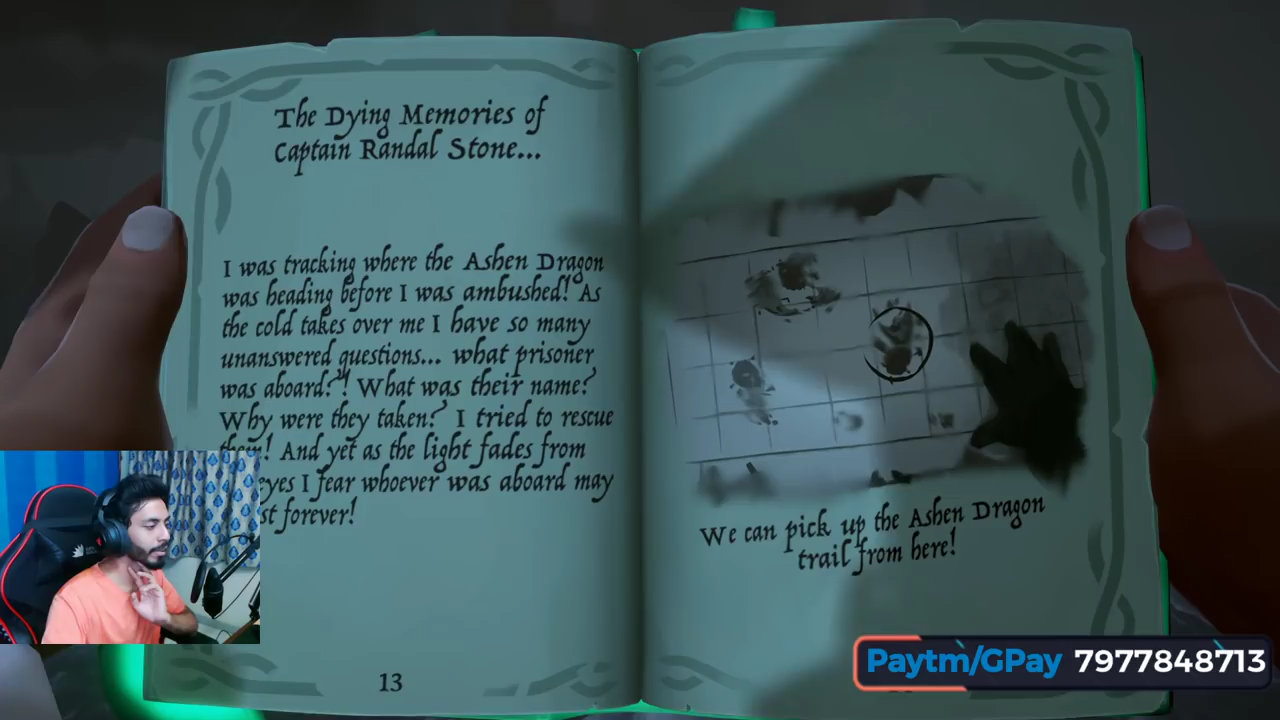 The Dying Memories of
Captain Randal Stone...
I was tracking where the Ashen Dragon
was heading before I was ambushed! As
the cold takes over me I have so many
unanswered questions... what prisoner
was aboard?! What was their name?
Why were they taken? I tried to rescue
And yet as the light fades from
eyes I fear whoever was aboard may
forever!
13
We can pick up the Ashen Dragon
trail from here!
Paytm/GPay 7977848713